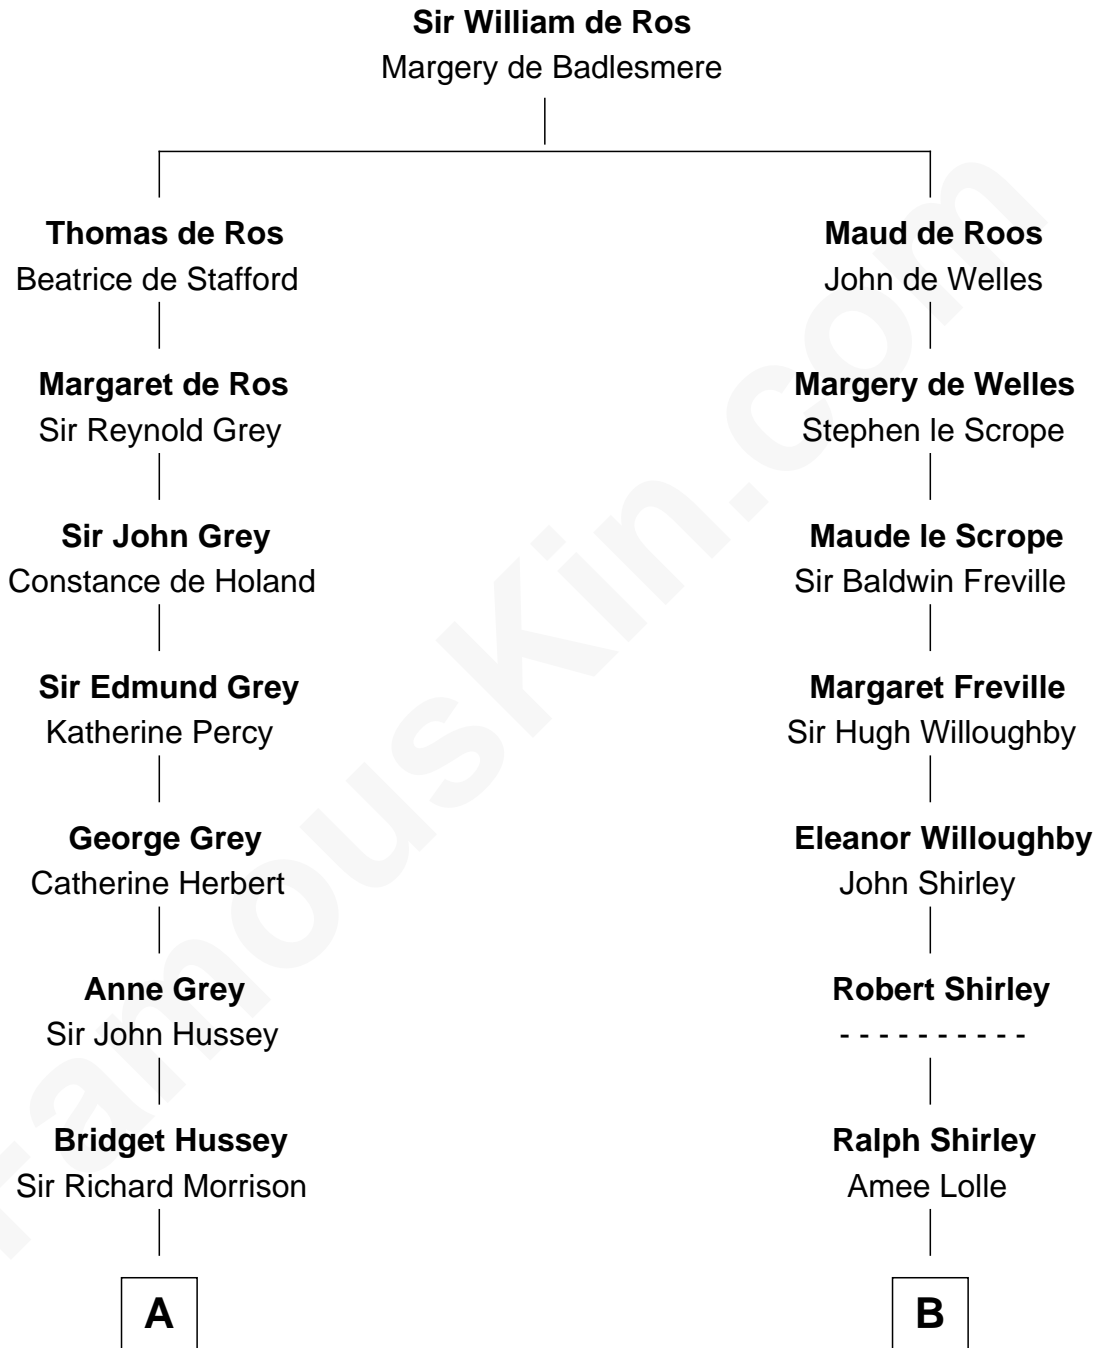 Sir William de Ros
Margery de Badlesmere
Thomas de Ros
Beatrice de Stafford
Margaret de Ros
Sir Reynold Grey
Sir John Grey
Constance de Holand
Sir Edmund Grey
Katherine Percy
George Grey
Catherine Herbert
Anne Grey
Sir John Hussey
Bridget Hussey
Sir Richard Morrison
A
Maud de Roos
John de Welles
Margery de Welles
Stephen le Scrope
Maude le Scrope
Sir Baldwin Freville
Margaret Freville
Sir Hugh Willoughby
Eleanor Willoughby
John Shirley
Robert Shirley
- - - - - - - - - -
Ralph Shirley
Amee Lolle
B
FamousKin.com